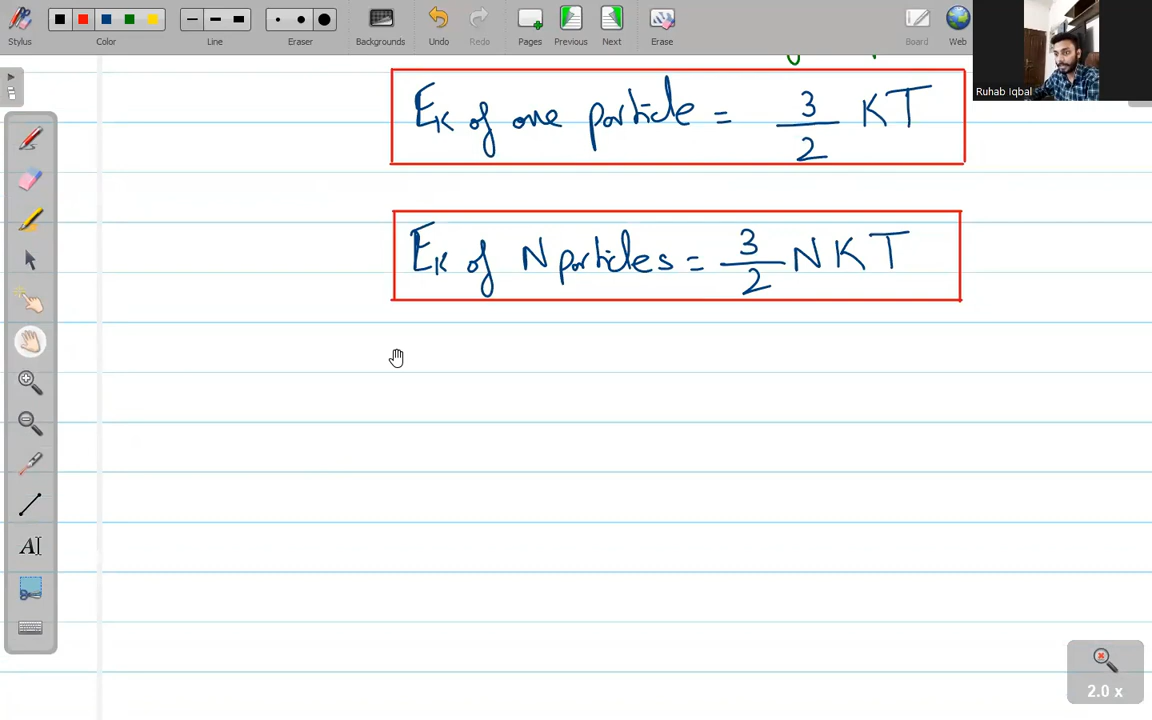 Stylus
Color
Line
Eraser
Backgrounds
Undo
Redo
Pages
Previous
Next
Erase
Board
Web
Ruhab Iqbal
EK of one particle = 3/2 KT
EK of N particles = 3/2 NKT
2.0 x